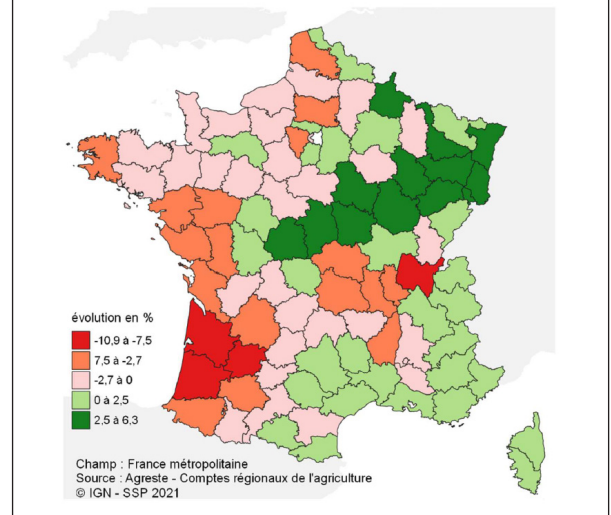 évolution en %
-10,9 à -7,5
7,5 à -2,7
-2,7 à 0
0 à 2,5
2,5 à 6,3
Champ : France métropolitaine
Source : Agreste - Comptes régionaux de l'agriculture
© IGN - SSP 2021